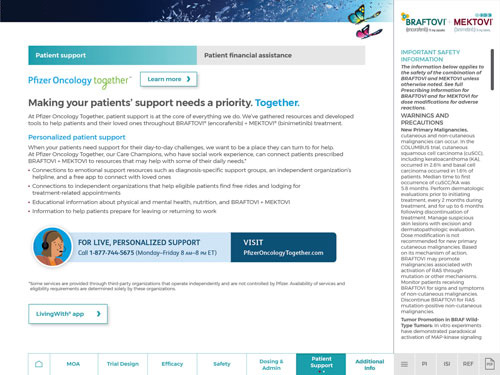 BRAFTOVI® + MEKTOVI®
Patient support
Patient financial assistance
Pfizer Oncology together™
Learn more
Making your patients' support needs a priority. Together.
At Pfizer Oncology Together, patient support is at the core of everything we do. We've gathered resources and developed
tools to help patients and their loved ones throughout BRAFTOVI® (encorafenib) + MEKTOVI® (binimetinib) treatment.
Personalized patient support
When your patients need support for their day-to-day challenges, we want to be a place they can turn to for help.
At Pfizer Oncology Together, our Care Champions, who have social work experience, can connect patients prescribed
BRAFTOVI + MEKTOVI to resources that may help with some of their daily needs.*
• Connections to emotional support resources such as diagnosis-specific support groups, an independent organization's
helpline, and a free app to connect with loved ones
• Connections to independent organizations that help eligible patients find free rides and lodging for
treatment-related appointments
• Educational information about physical and mental health, nutrition, and BRAFTOVI + MEKTOVI
• Information to help patients prepare for leaving or returning to work
FOR LIVE, PERSONALIZED SUPPORT
Call 1-877-744-5675 (Monday–Friday 8 AM–8 PM ET)
VISIT
PfizerOncologyTogether.com
*Some services are provided through third-party organizations that operate independently and are not controlled by Pfizer. Availability of services and
eligibility requirements are determined solely by these organizations.
LivingWith® app
IMPORTANT SAFETY
INFORMATION
The information below applies to
the safety of the combination of
BRAFTOVI and MEKTOVI unless
otherwise noted. See full
Prescribing Information for
BRAFTOVI and for MEKTOVI for
dose modifications for adverse
reactions.
WARNINGS AND
PRECAUTIONS
New Primary Malignancies,
cutaneous and non-cutaneous
malignancies can occur. In the
COLUMBUS trial, cutaneous
squamous cell carcinoma (cuSCC),
including keratoacanthoma (KA),
occurred in 2.6% and basal cell
carcinoma occurred in 1.6% of
patients. Median time to first
occurrence of cuSCC/KA was
5.8 months. Perform dermatologic
evaluations prior to initiating
treatment, every 2 months during
treatment, and for up to 6 months
following discontinuation of
treatment. Manage suspicious
skin lesions with excision and
dermatopathologic evaluation.
Dose modification is not
recommended for new primary
cutaneous malignancies. Based
on its mechanism of action,
BRAFTOVI may promote
malignancies associated with
activation of RAS through
mutation or other mechanisms.
Monitor patients receiving
BRAFTOVI for signs and symptoms
of non-cutaneous malignancies.
Discontinue BRAFTOVI for RAS
mutation-positive non-cutaneous
malignancies.
Tumor Promotion in BRAF Wild-
Type Tumors: In vitro experiments
have demonstrated paradoxical
activation of MAP-kinase signaling
MOA
Trial Design
Efficacy
Safety
Dosing &
Admin
Patient
Support
Additional
Info
PI
ISI
REF